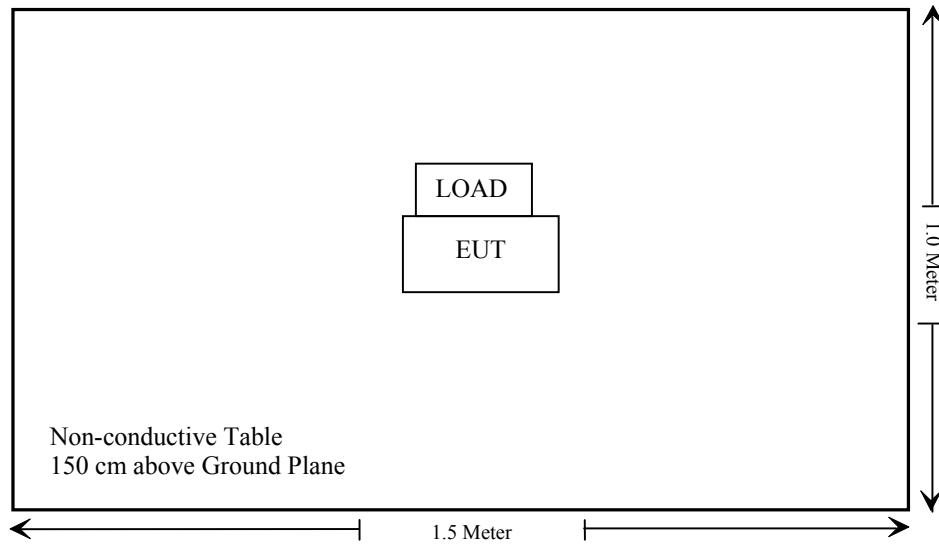 LOAD
EUT
1.0 Meter
Non-conductive Table
150 cm above Ground Plane
1.5 Meter